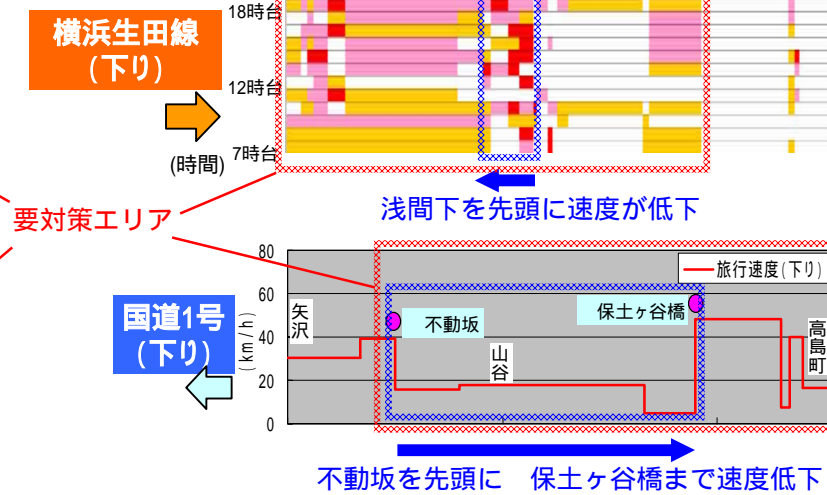 18時台
横浜生田線
(下り)
12時台
(時間)
7時台
浅間下を先頭に速度が低下
要対策エリア
80
旅行速度(下り)
60
矢沢
国道1号
(下り)
(km/h)
不動坂
保土ヶ谷橋
高島町
40
山谷
20
0
不動坂を先頭に 保土ヶ谷橋まで速度低下